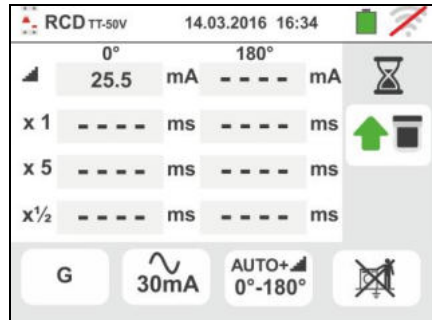 RCD TT-50V 14.03.2016 16:34
0° 180°
25.5 mA - - - - mA
x 1 - - - - ms - - - - ms
x 5 - - - - ms - - - - ms
x½ - - - - ms - - - - ms
G 30mA AUTO+ 0°-180°